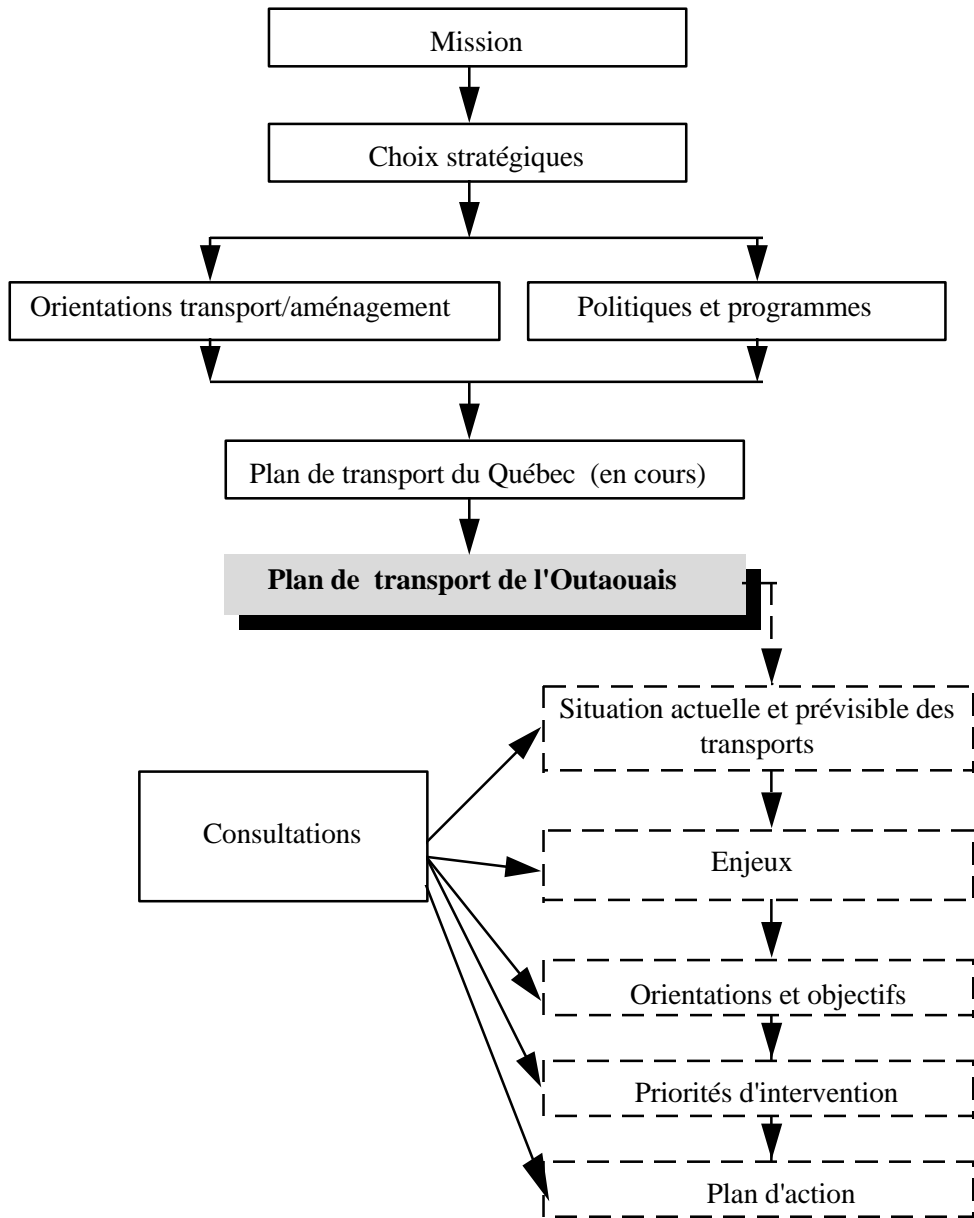 Mission
Choix stratégiques
Orientations transport/aménagement
Politiques et programmes
Plan de transport du Québec (en cours)
Plan de transport de l'Outaouais
Situation actuelle et prévisible des
transports
Consultations
Enjeux
Orientations et objectifs
Priorités d'intervention
Plan d'action